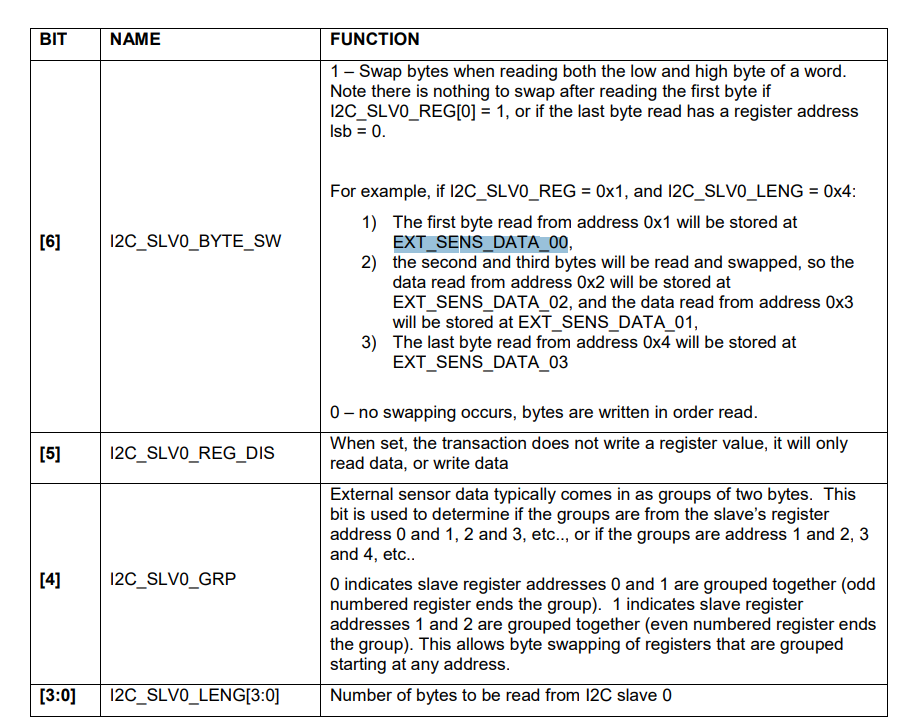 BIT NAME FUNCTION
1 – Swap bytes when reading both the low and high byte of a word.
Note there is nothing to swap after reading the first byte if
I2C_SLV0_REG[0] = 1, or if the last byte read has a register address
lsb = 0.
For example, if I2C_SLV0_REG = 0x1, and I2C_SLV0_LENG = 0x4:
1) The first byte read from address 0x1 will be stored at
[6] I2C_SLV0_BYTE_SW EXT_SENS_DATA_00,
2) the second and third bytes will be read and swapped, so the
data read from address 0x2 will be stored at
EXT_SENS_DATA_02, and the data read from address 0x3
will be stored at EXT_SENS_DATA_01,
3) The last byte read from address 0x4 will be stored at
EXT_SENS_DATA_03
0 – no swapping occurs, bytes are written in order read.
[5] I2C_SLV0_REG_DIS When set, the transaction does not write a register value, it will only
read data, or write data
External sensor data typically comes in as groups of two bytes. This
bit is used to determine if the groups are from the slave's register
address 0 and 1, 2 and 3, etc.., or if the groups are address 1 and 2, 3
and 4, etc..
[4] I2C_SLV0_GRP 0 indicates slave register addresses 0 and 1 are grouped together (odd
numbered register ends the group). 1 indicates slave register
addresses 1 and 2 are grouped together (even numbered register ends
the group). This allows byte swapping of registers that are grouped
starting at any address.
[3:0] I2C_SLV0_LENG[3:0] Number of bytes to be read from I2C slave 0